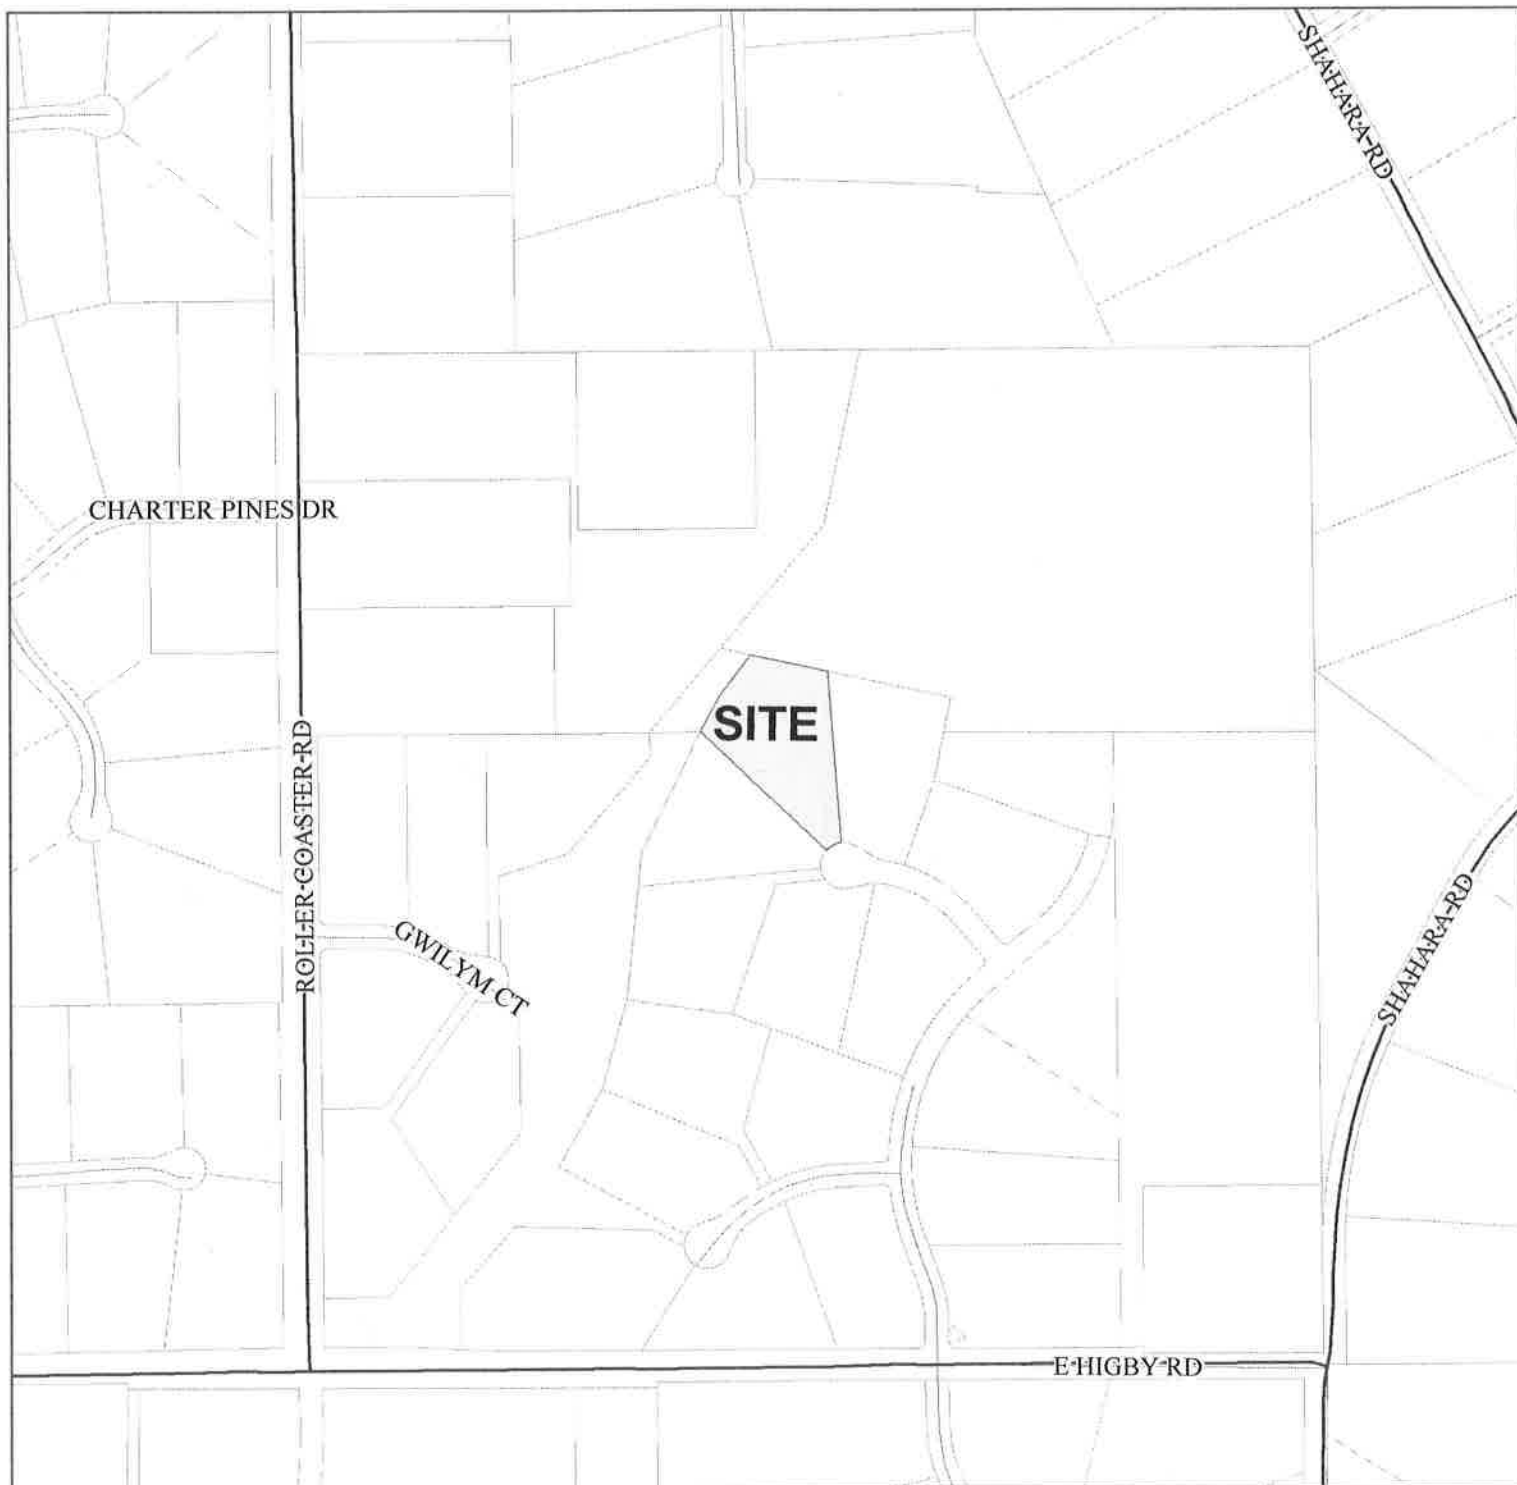 SHAHARA RD
CHARTER PINES DR
SITE
ROLLER COASTER RD
GWILYM CT
SHAHARA RD
E HIGBY RD